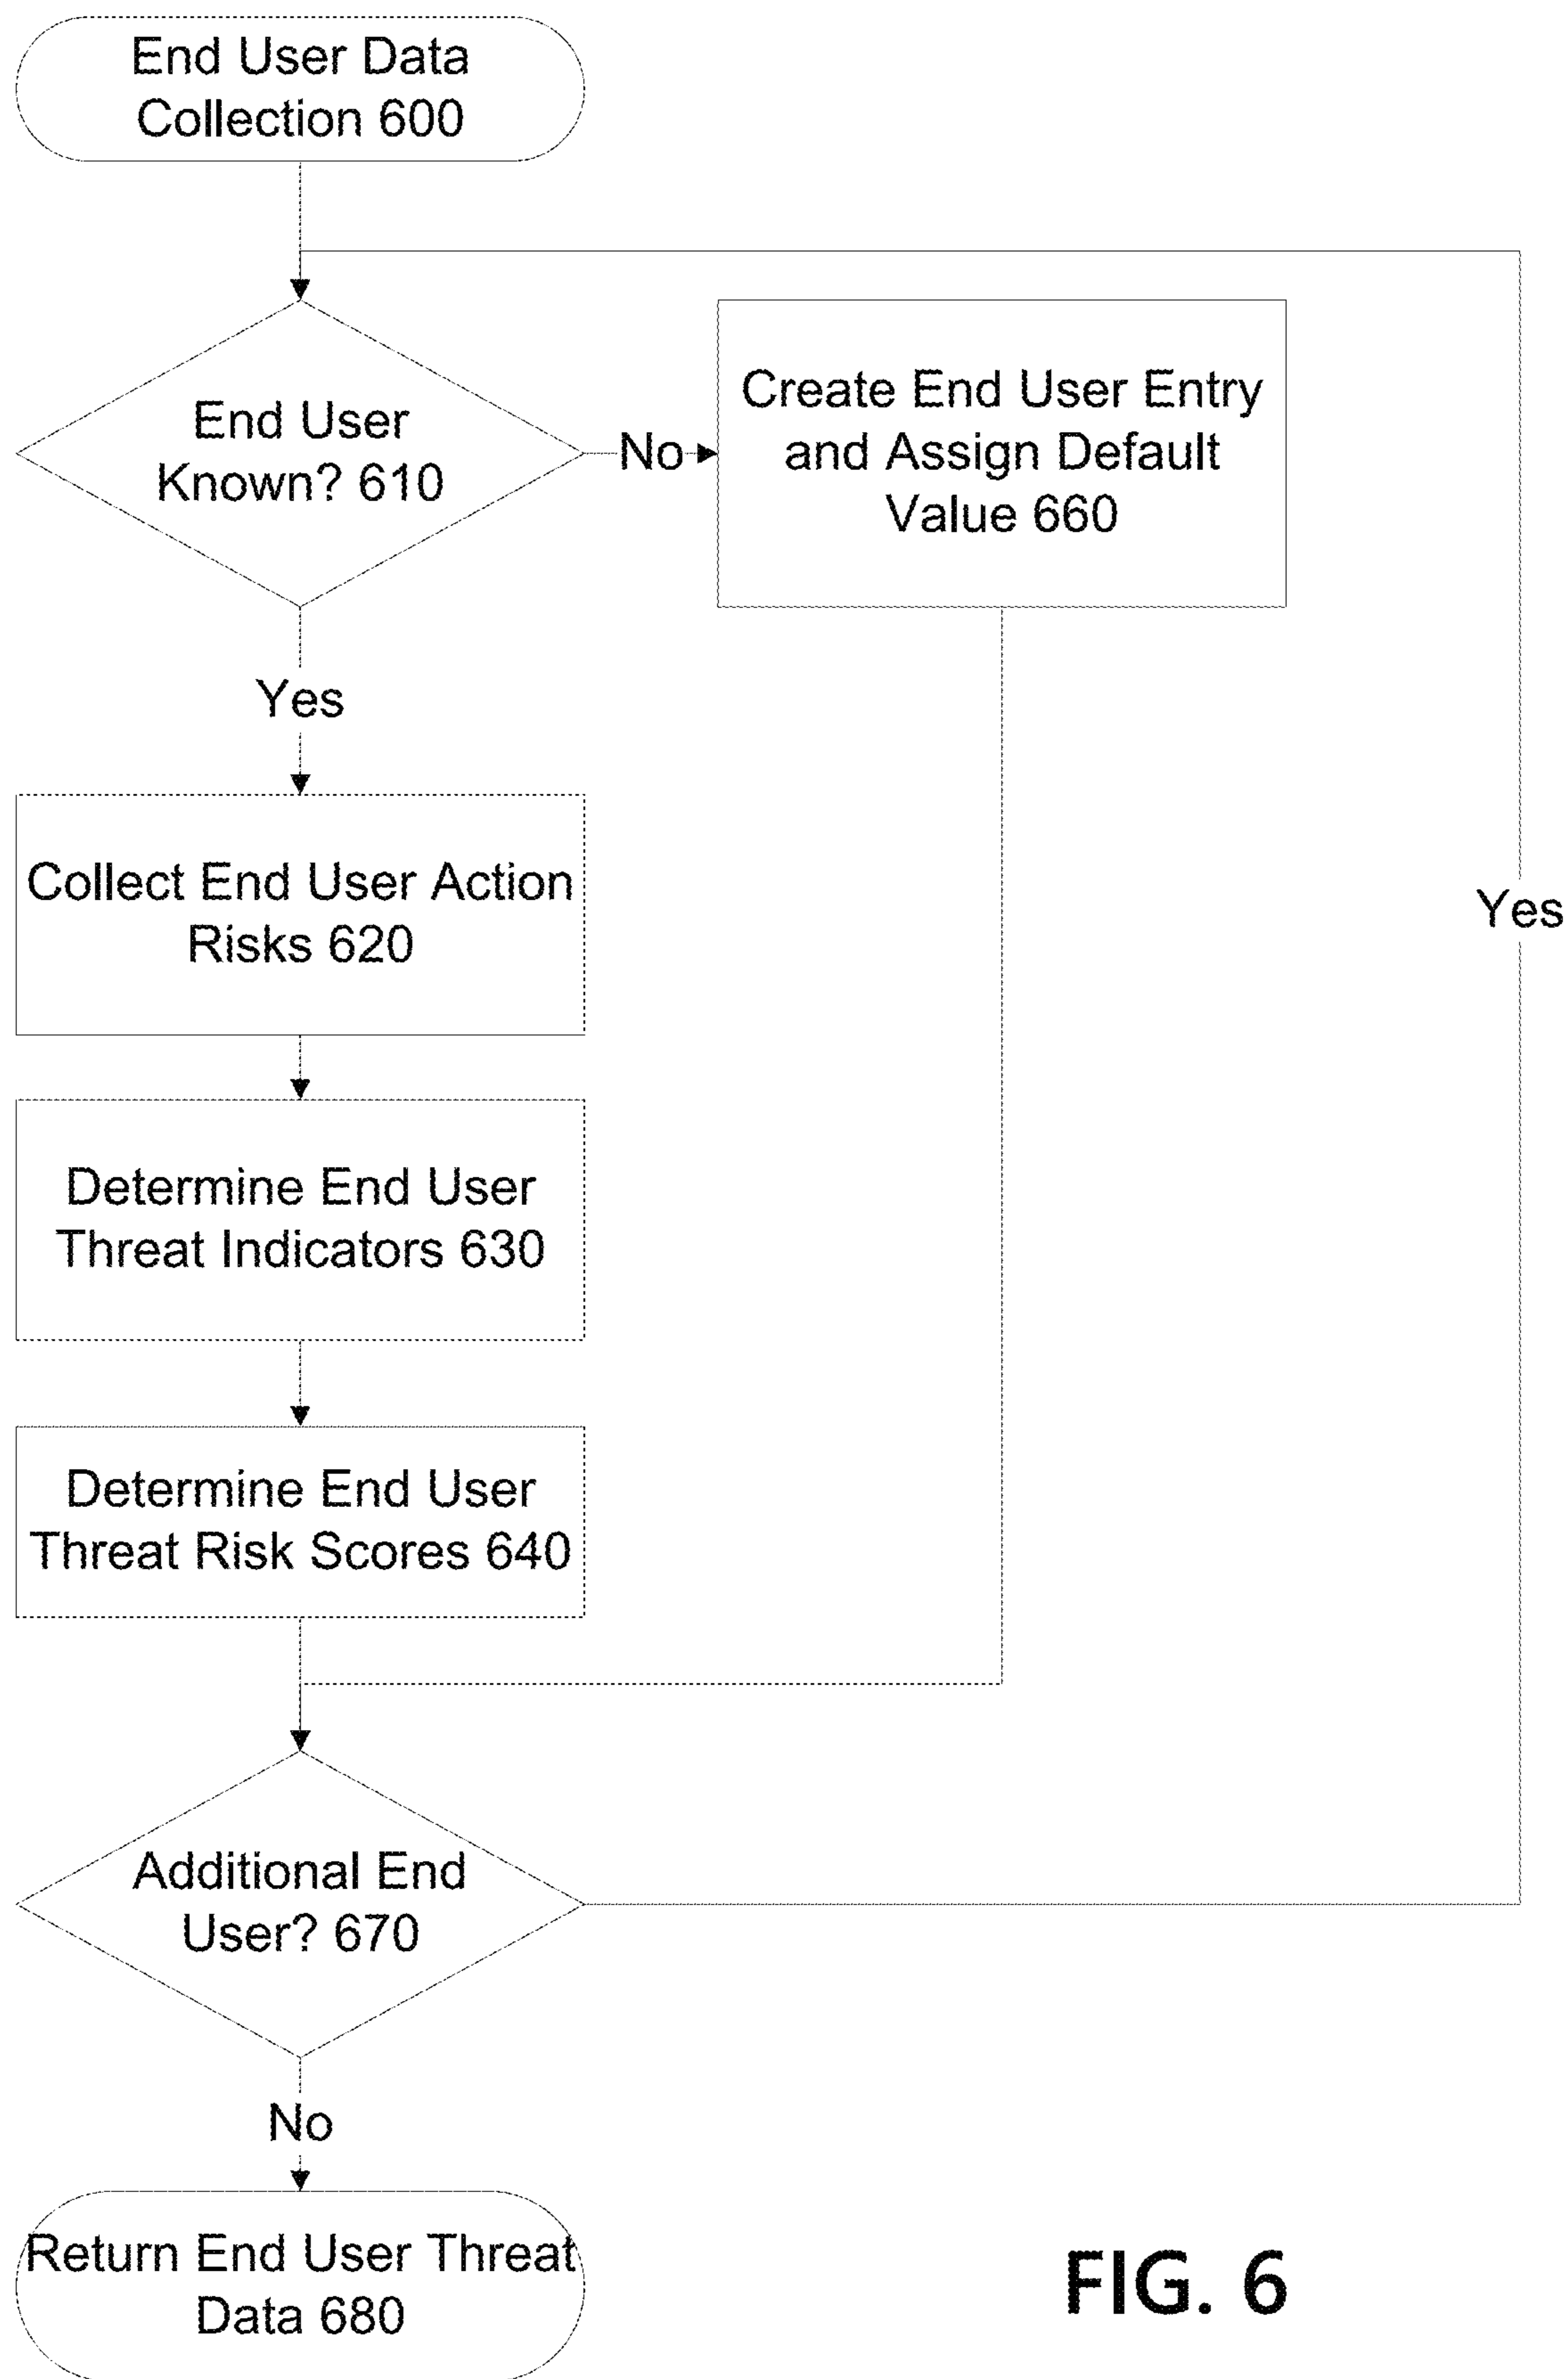 End User Data
Collection 600
End User
Known? 610
No
Create End User Entry
and Assign Default
Value 660
Yes
Collect End User Action
Risks 620
Yes
Determine End User
Threat Indicators 630
Determine End User
Threat Risk Scores 640
Additional End
User? 670
No
Return End User Threat
Data 680
FIG. 6